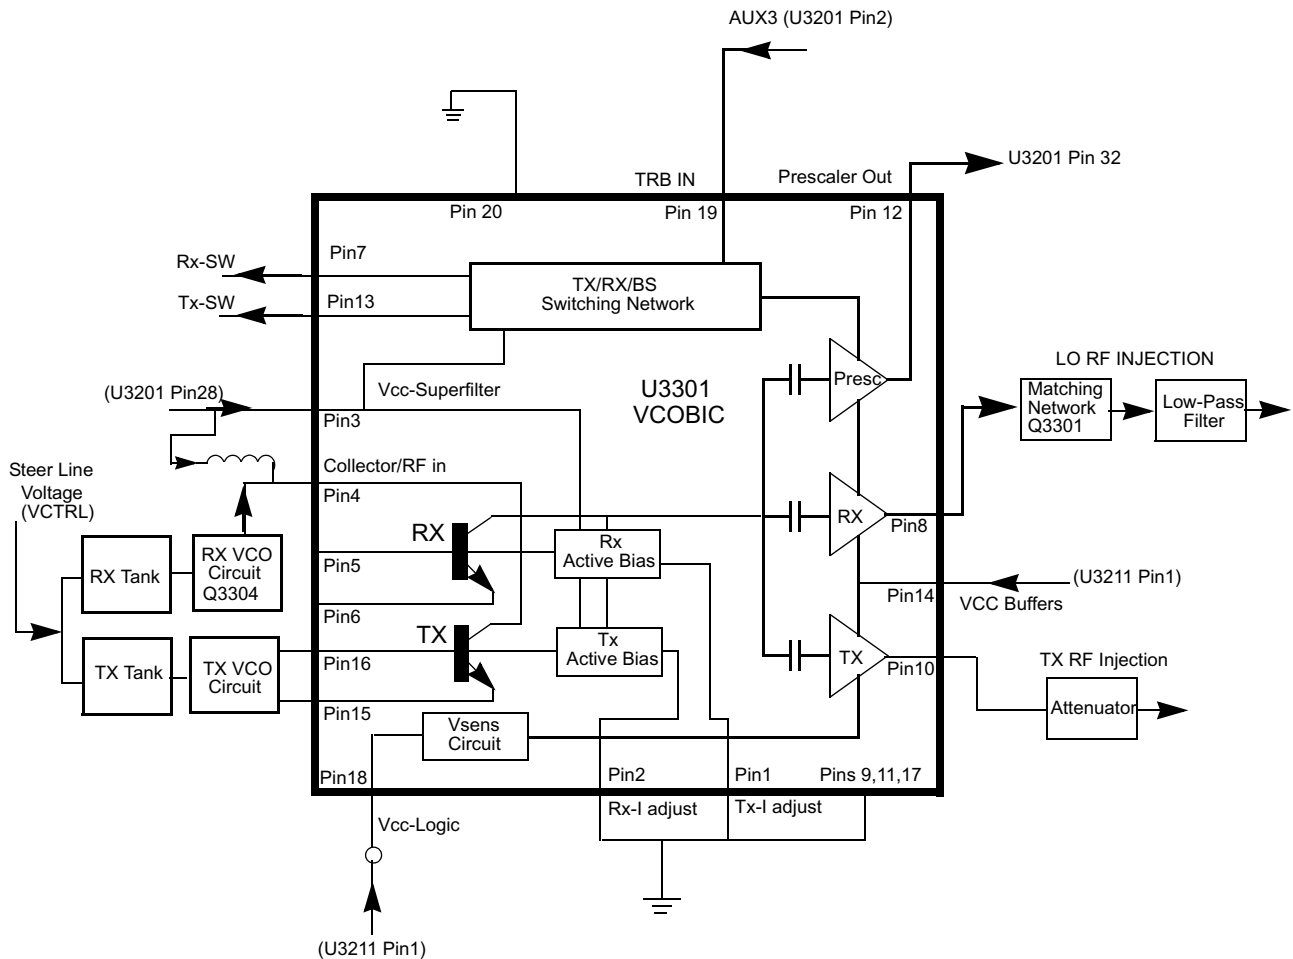 AUX3 (U3201 Pin2)
U3201 Pin 32
TRB IN
Prescaler Out
Pin 20
Pin 19
Pin 12
Rx-SW
Pin7
Tx-SW
Pin13
TX/RX/BS
Switching Network
(U3201 Pin28)
Vcc-Superfilter
Pin3
U3301
VCOBIC
Presc
LO RF INJECTION
Matching
Network
Q3301
Low-Pass
Filter
Steer Line
Voltage
(VCTRL)
Collector/RF in
Pin4
RX
Rx
Active Bias
RX
Pin8
RX Tank
RX VCO
Circuit
Q3304
Pin5
Pin6
(U3211 Pin1)
Pin14
VCC Buffers
TX Tank
TX VCO
Circuit
Pin16
TX
Tx
Active Bias
TX
Pin10
TX RF Injection
Attenuator
Pin15
Vsens
Circuit
Pin18
Pin2
Pin1
Pins 9,11,17
Rx-I adjust
Tx-I adjust
Vcc-Logic
(U3211 Pin1)